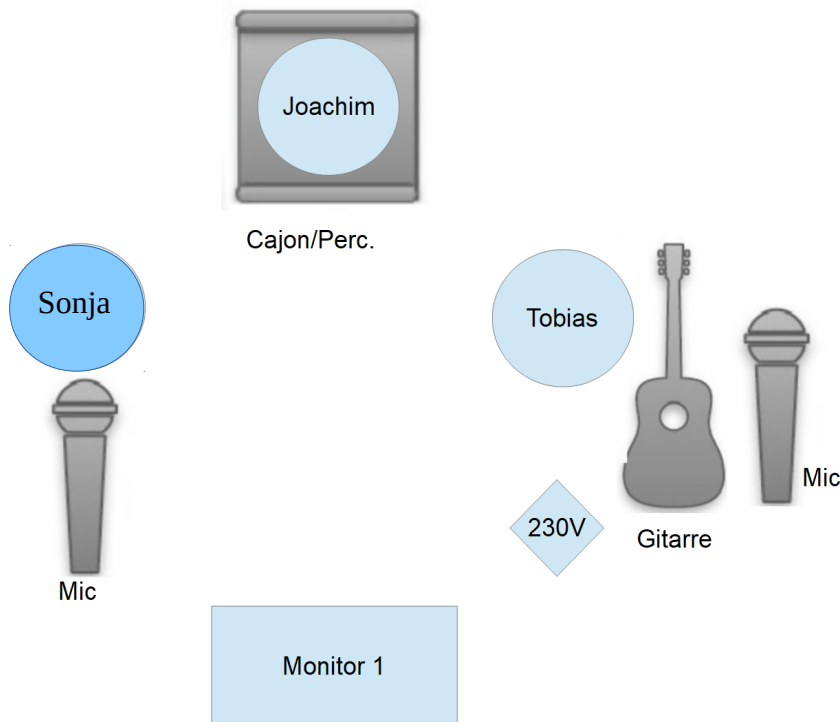 Joachim
Cajon/Perc.
Sonja
Tobias
Mic
230V
Gitarre
Mic
Monitor 1